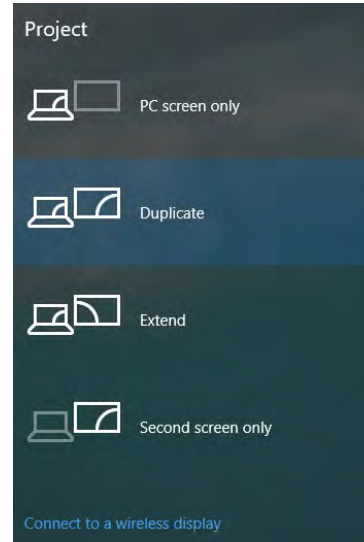 Project
PC screen only
Duplicate
Extend
Second screen only
Connect to a wireless display